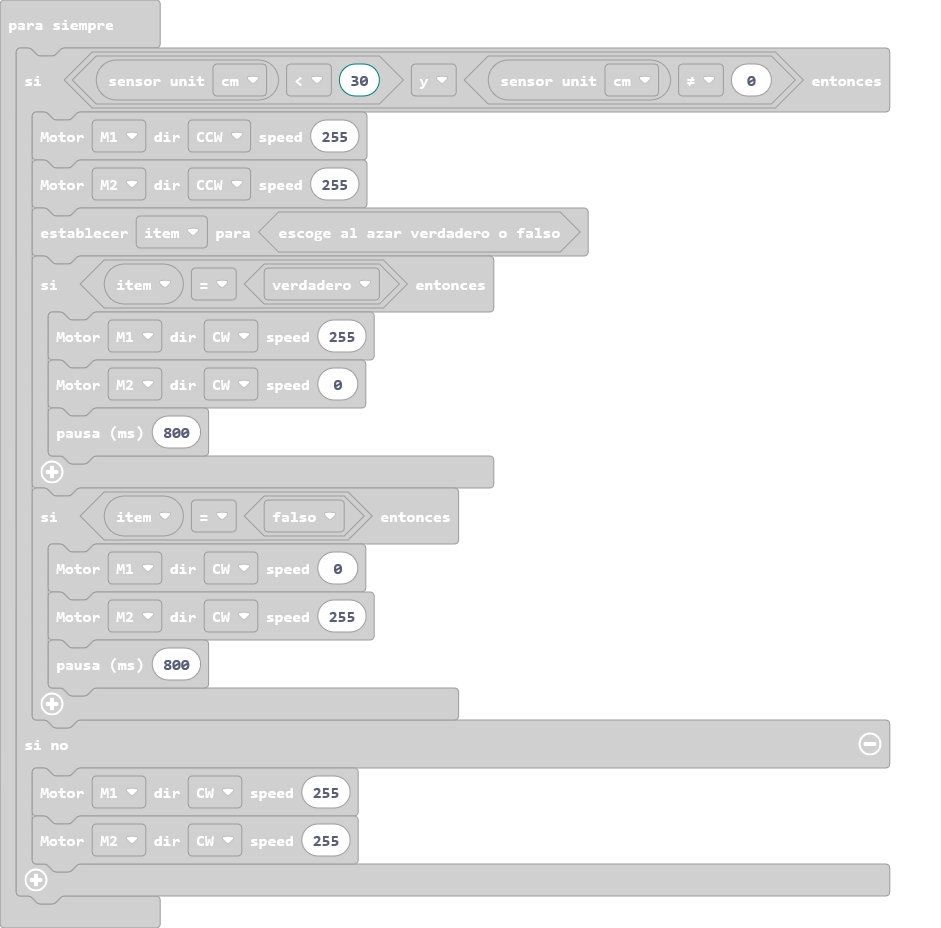 para siempre
si sensor unit cm < 30 y sensor unit cm ≠ 0 entonces
Motor M1 dir CCW speed 255
Motor M2 dir CCW speed 255
establecer item para escoge al azar verdadero o falso
si item = verdadero entonces
Motor M1 dir CW speed 255
Motor M2 dir CW speed 0
pausa (ms) 800
si item = falso entonces
Motor M1 dir CW speed 0
Motor M2 dir CW speed 255
pausa (ms) 800
si no
Motor M1 dir CW speed 255
Motor M2 dir CW speed 255